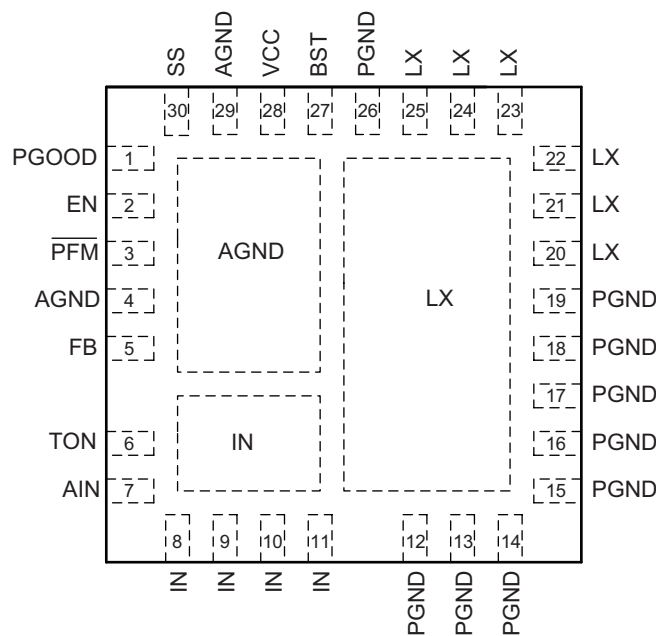 SS
AGND
VCC
BST
PGND
LX
LX
LX
30
29
28
27
26
25
24
23
PGOOD 1
EN 2
PFM 3
AGND 4
FB 5
TON 6
AIN 7
AGND
IN
LX
22 LX
21 LX
20 LX
19 PGND
18 PGND
17 PGND
16 PGND
15 PGND
8
9
10
11
12
13
14
IN
IN
IN
IN
PGND
PGND
PGND